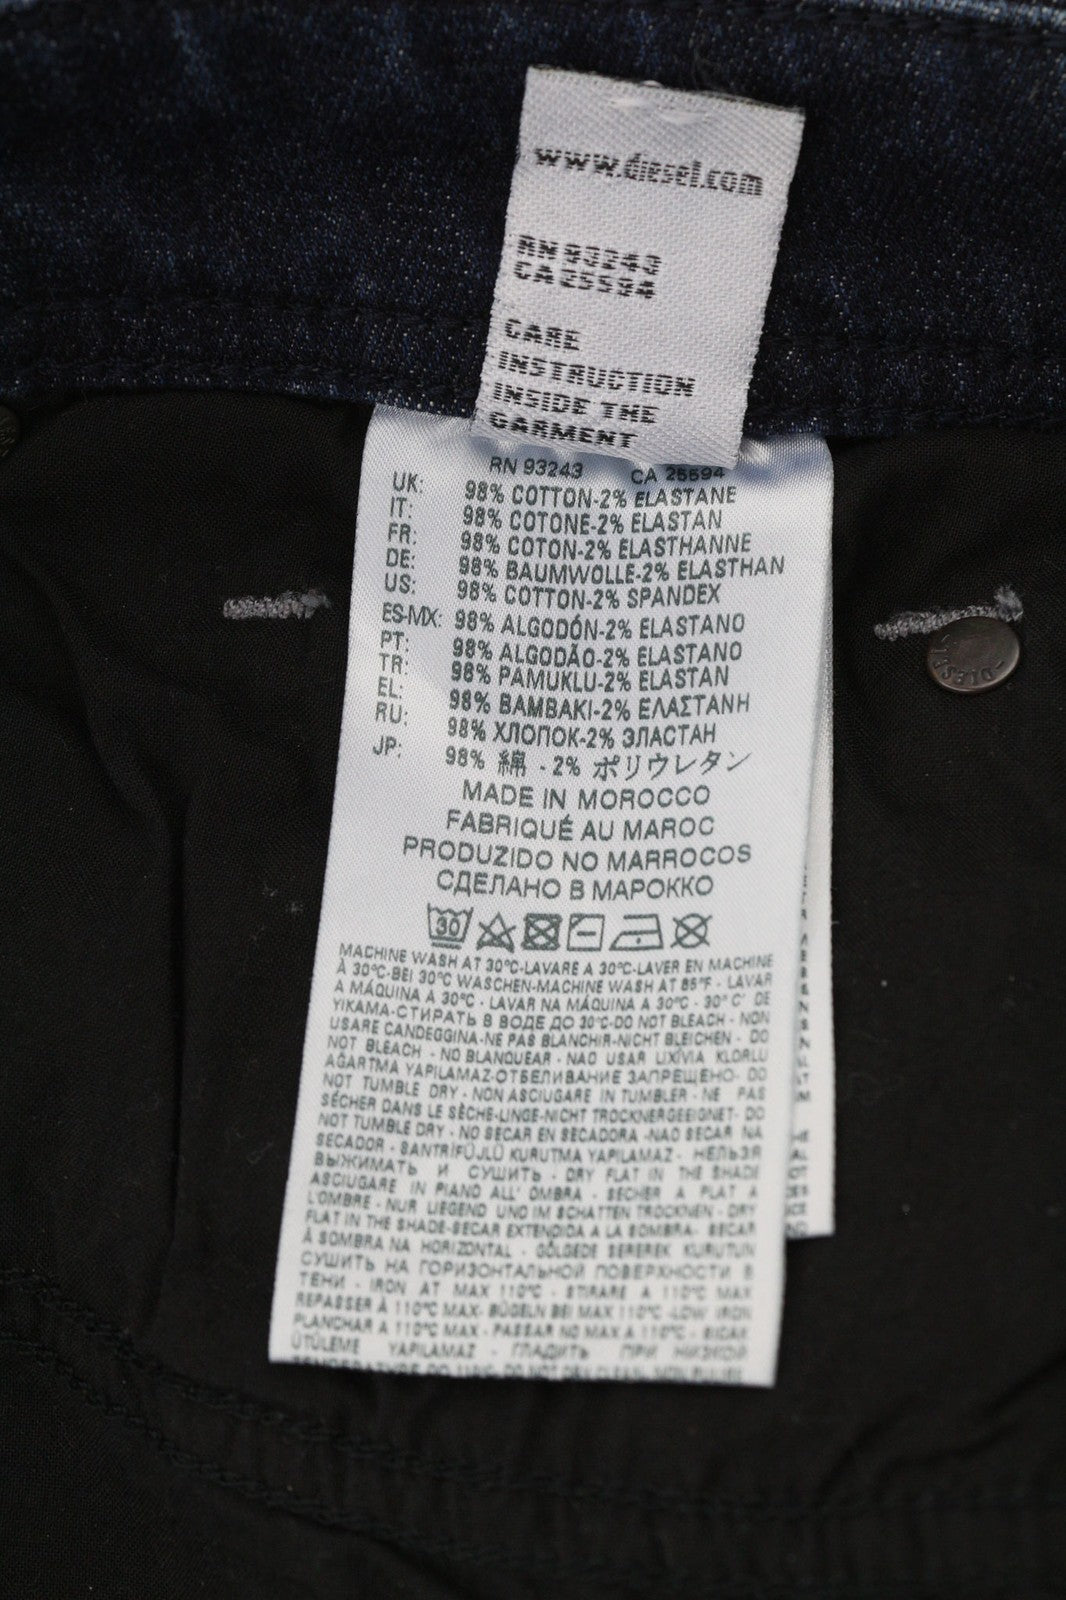 www.diesel.com
RN 93243
CA 25594
CARE
INSTRUCTION
INSIDE THE
GARMENT
RN 93243 CA 25594
UK: 98% COTTON-2% ELASTANE
IT: 98% COTONE-2% ELASTAN
FR: 98% COTON-2% ELASTHANNE
DE: 98% BAUMWOLLE-2% ELASTHAN
US: 98% COTTON-2% SPANDEX
ES-MX: 98% ALGODÓN-2% ELASTANO
PT: 98% ALGODÃO-2% ELASTANO
TR: 98% PAMUKLU-2% ELASTAN
EL: 98% ΒΑΜΒΑΚΙ-2% ΕΛΑΣΤΑΝΗ
RU: 98% ХЛОПОК-2% ЭЛАСТАН
JP: 98% 綿 - 2% ポリウレタン
MADE IN MOROCCO
FABRIQUÉ AU MAROC
PRODUZIDO NO MARROCOS
СДЕЛАНО В МАРОККО
30
MACHINE WASH AT 30°C-LAVARE A 30°C-LAVER EN MACHINE
À 30°C-BEI 30°C WASCHEN-MACHINE WASH AT 85°F - LAVAR
A MÁQUINA A 30°C - LAVAR NA MÁQUINA A 30°C - 30° C' DE
YIKAMA-СТИРАТЬ В ВОДЕ ДО 30°C-DO NOT BLEACH - NON
USARE CANDEGGINA-NE PAS BLANCHIR-NICHT BLEICHEN - DO
NOT BLEACH - NO BLANQUEAR - NAO USAR LIXÍVIA KLORLU
AĞARTMA YAPILAMAZ-ОТБЕЛИВАНИЕ ЗАПРЕЩЕНО- DO
NOT TUMBLE DRY - NON ASCIUGARE IN TUMBLER - NE PAS
SÉCHER DANS LE SÈCHE-LINGE-NICHT TROCKNERGEEIGNET- DO
NOT TUMBLE DRY - NO SECAR EN SECADORA -NAO SECAR NA
SECADOR - SANTRİFÜJLÜ KURUTMA YAPILAMAZ - НЕЛЬЗЯ
ВЫЖИМАТЬ И СУШИТЬ - DRY FLAT IN THE SHADE
ASCIUGARE IN PIANO ALL' OMBRA - SÉCHER A PLAT A
L'OMBRE - NUR LIEGEND UND IM SCHATTEN TROCKNEN - DRY
FLAT IN THE SHADE-SECAR EXTENDIDA A LA SOMBRA- SECAR
À SOMBRA NA HORIZONTAL - GÖLGEDE SEREREK KURUTUN
СУШИТЬ НА ГОРИЗОНТАЛЬНОЙ ПОВЕРХНОСТИ В
ТЕНИ - IRON AT MAX 110°C - STIRARE A 110°C MAX
REPASSER À 110°C MAX- BÜGELN BEI MAX 110°C -LOW IRON
PLANCHAR A 110°C MAX - PASSAR NO MAX A 110°C - SICAK
ÜTÜLEME YAPILAMAZ - ГЛАДИТЬ ПРИ НИЗКОЙ
DIESEL